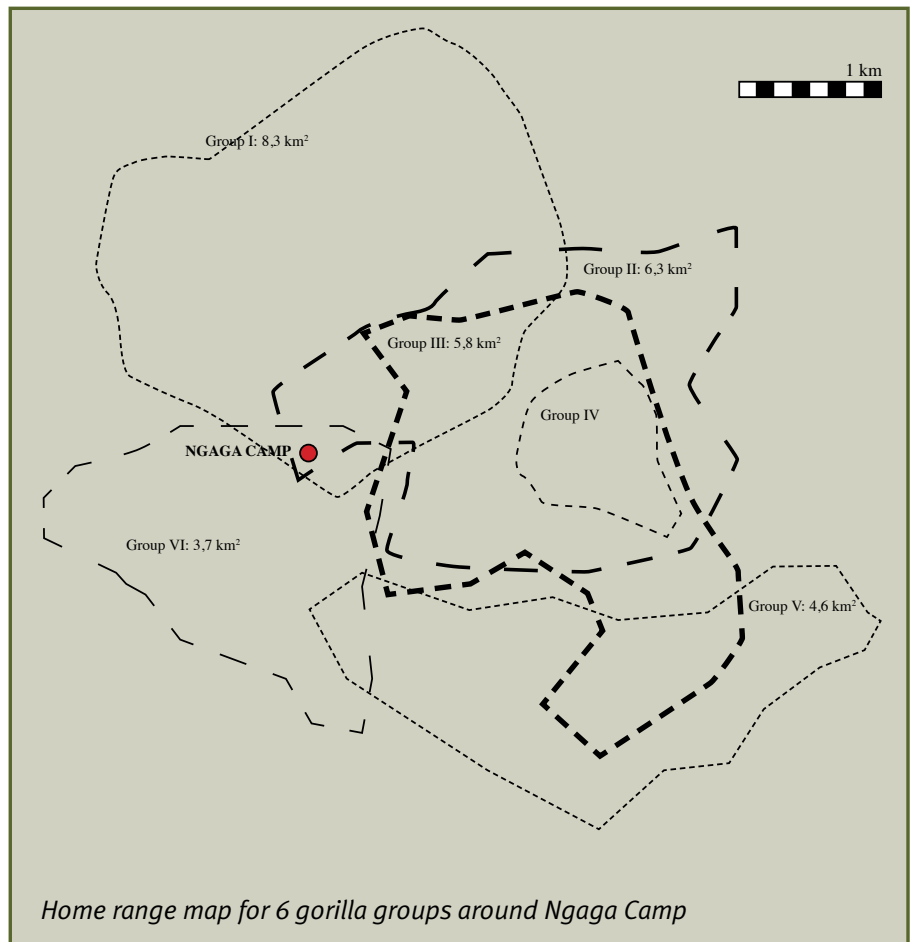 1 km
Group I: 8,3 km²
Group II: 6,3 km²
Group III: 5,8 km²
Group IV
NGAGA CAMP
Group VI: 3,7 km²
Group V: 4,6 km²
Home range map for 6 gorilla groups around Ngaga Camp